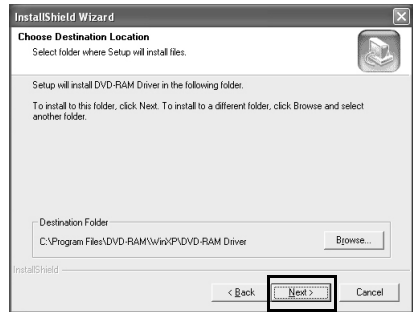 InstallShield Wizard
Choose Destination Location
Select folder where Setup will install files.
Setup will install DVD-RAM Driver in the following folder.
To install to this folder, click Next. To install to a different folder, click Browse and select
another folder.
Destination Folder
C:\Program Files\DVD-RAM\WinXP\DVD-RAM Driver
Browse...
InstallShield
< Back
Next >
Cancel